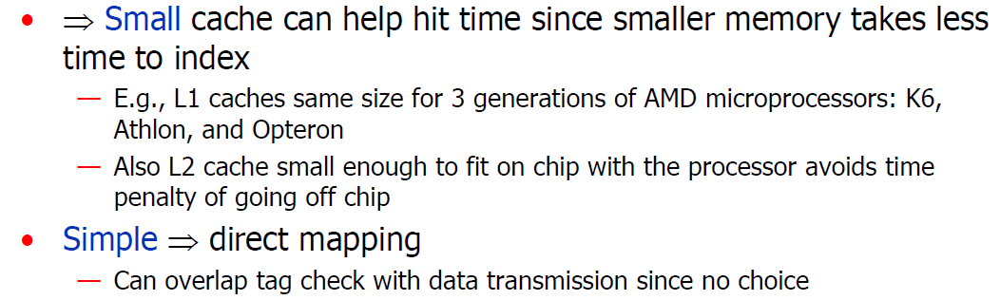 • ⇒ Small cache can help hit time since smaller memory takes less
time to index
— E.g., L1 caches same size for 3 generations of AMD microprocessors: K6,
Athlon, and Opteron
— Also L2 cache small enough to fit on chip with the processor avoids time
penalty of going off chip
• Simple ⇒ direct mapping
— Can overlap tag check with data transmission since no choice